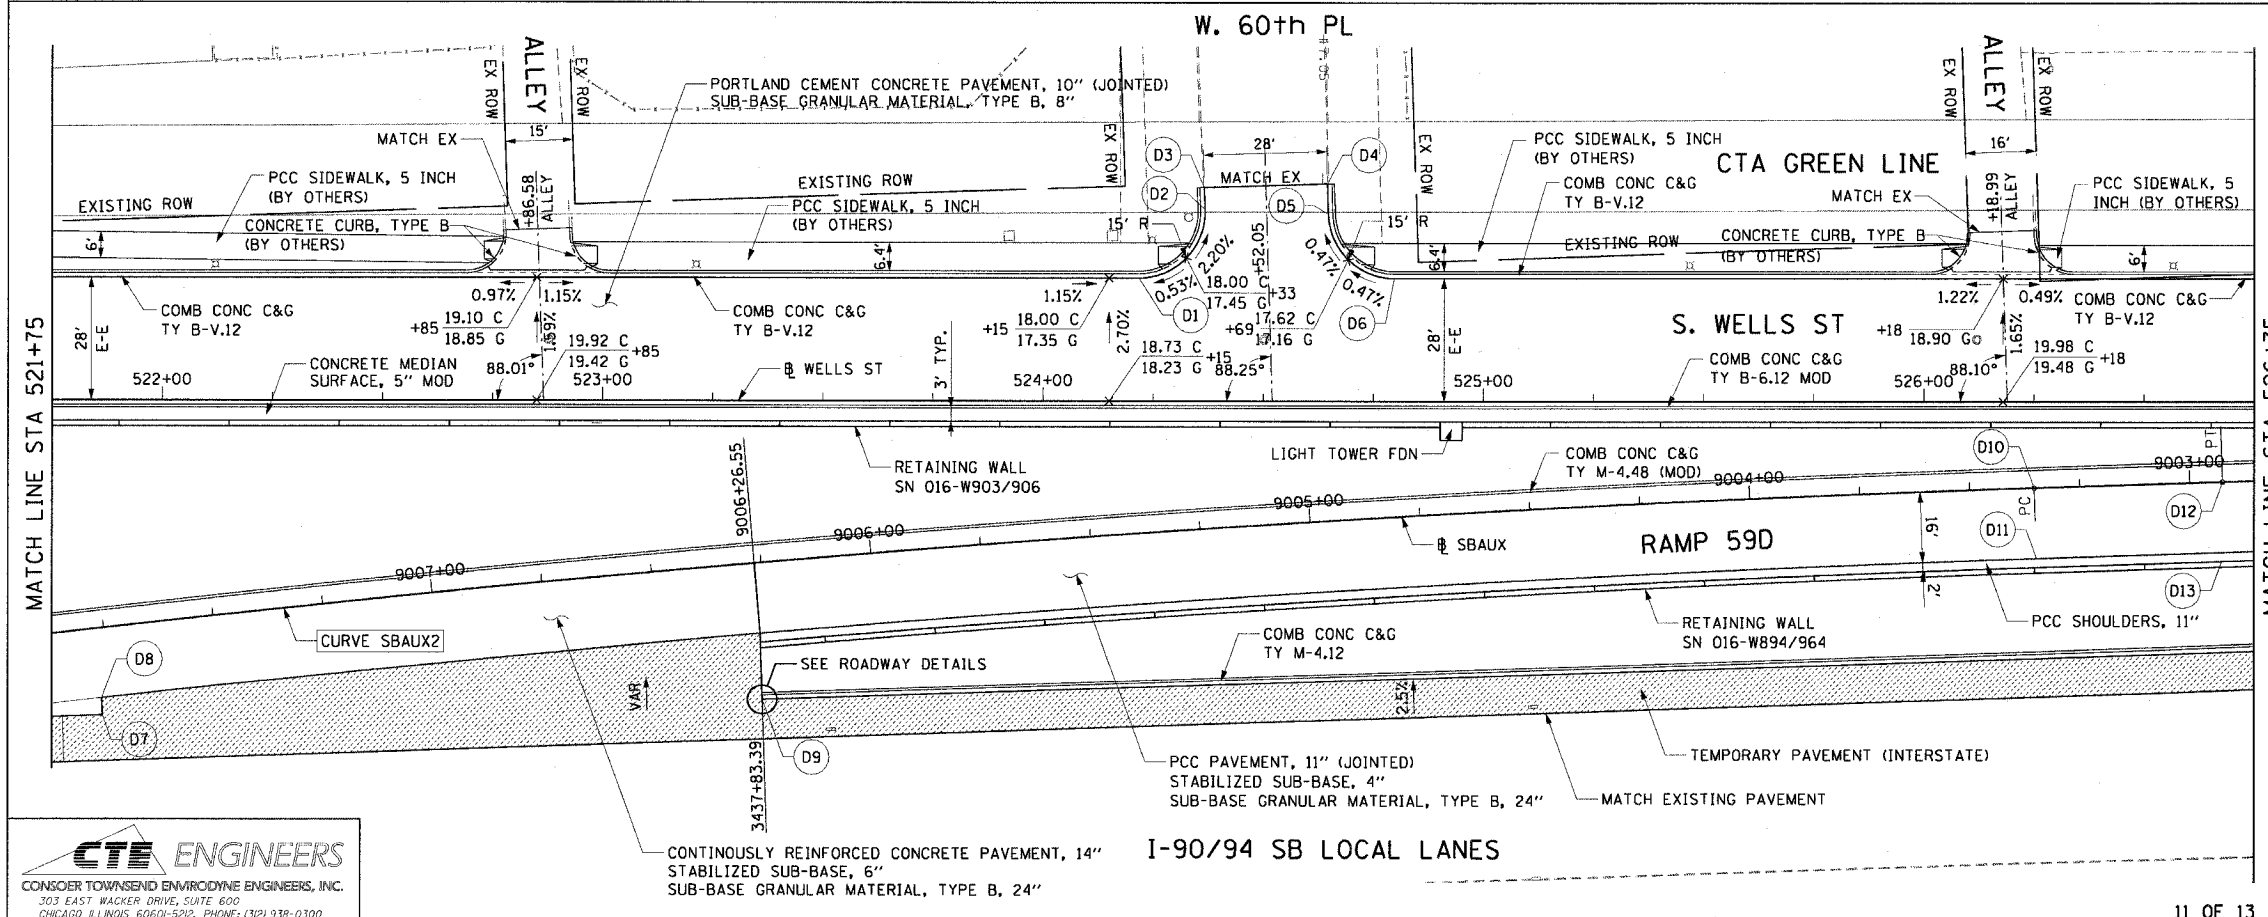 W. 60th PL
ALLEY
EX ROW
EX ROW
15'
PORTLAND CEMENT CONCRETE PAVEMENT, 10" (JOINTED)
SUB-BASE GRANULAR MATERIAL, TYPE B, 8"
MATCH EX
PCC SIDEWALK, 5 INCH
(BY OTHERS)
EXISTING ROW
CONCRETE CURB, TYPE B
(BY OTHERS)
6'
+86.58
ALLEY
EXISTING ROW
PCC SIDEWALK, 5 INCH
(BY OTHERS)
6.4'
EX ROW
D3
D2
28'
MATCH EX
D4
D5
15' R
15' R
EX ROW
6.4'
PCC SIDEWALK, 5 INCH
(BY OTHERS)
CTA GREEN LINE
COMB CONC C&G
TY B-V.12
EXISTING ROW
CONCRETE CURB, TYPE B
(BY OTHERS)
MATCH EX
EX ROW
ALLEY
EX ROW
16'
+18.99
ALLEY
PCC SIDEWALK, 5
INCH (BY OTHERS)
6'
MATCH LINE STA 521+75
28'
E-E
COMB CONC C&G
TY B-V.12
0.97%
1.15%
+85
19.10 C
18.85 G
1.59%
19.92 C
19.42 G
+85
COMB CONC C&G
TY B-V.12
1.15%
+15
18.00 C
17.35 G
2.70%
0.53%
2.20%
D1
18.00 C
17.45 G
+33
+52.05
+69
17.62 C
17.16 G
0.47%
0.47%
D6
18.73 C
18.23 G
+15
88.25°
28'
E-E
S. WELLS ST
COMB CONC C&G
TY B-6.12 MOD
1.22%
0.49%
+18
18.90 G
1.65%
COMB CONC C&G
TY B-V.12
19.98 C
19.48 G
+18
88.10°
CONCRETE MEDIAN
SURFACE, 5" MOD
88.01°
522+00
523+00
℄ WELLS ST
3' TYP.
524+00
525+00
526+00
RETAINING WALL
SN 016-W903/906
LIGHT TOWER FDN
COMB CONC C&G
TY M-4.48 (MOD)
D10
PC
PT
D12
9003+00
9004+00
9005+00
9006+00
9007+00
9006+26.55
℄ SBAUX
RAMP 59D
16'
2'
D11
D13
CURVE SBAUX2
D8
D7
VAR
SEE ROADWAY DETAILS
D9
3437+83.39
COMB CONC C&G
TY M-4.12
2.5%
RETAINING WALL
SN 016-W894/964
PCC SHOULDERS, 11"
TEMPORARY PAVEMENT (INTERSTATE)
PCC PAVEMENT, 11" (JOINTED)
STABILIZED SUB-BASE, 4"
SUB-BASE GRANULAR MATERIAL, TYPE B, 24"
MATCH EXISTING PAVEMENT
CONTINOUSLY REINFORCED CONCRETE PAVEMENT, 14"
STABILIZED SUB-BASE, 6"
SUB-BASE GRANULAR MATERIAL, TYPE B, 24"
I-90/94 SB LOCAL LANES
CTE ENGINEERS
CONSOER TOWNSEND ENVIRODYNE ENGINEERS, INC.
303 EAST WACKER DRIVE, SUITE 600
CHICAGO ILLINOIS 60601-5212, PHONE: (312) 938-0300
11 OF 13